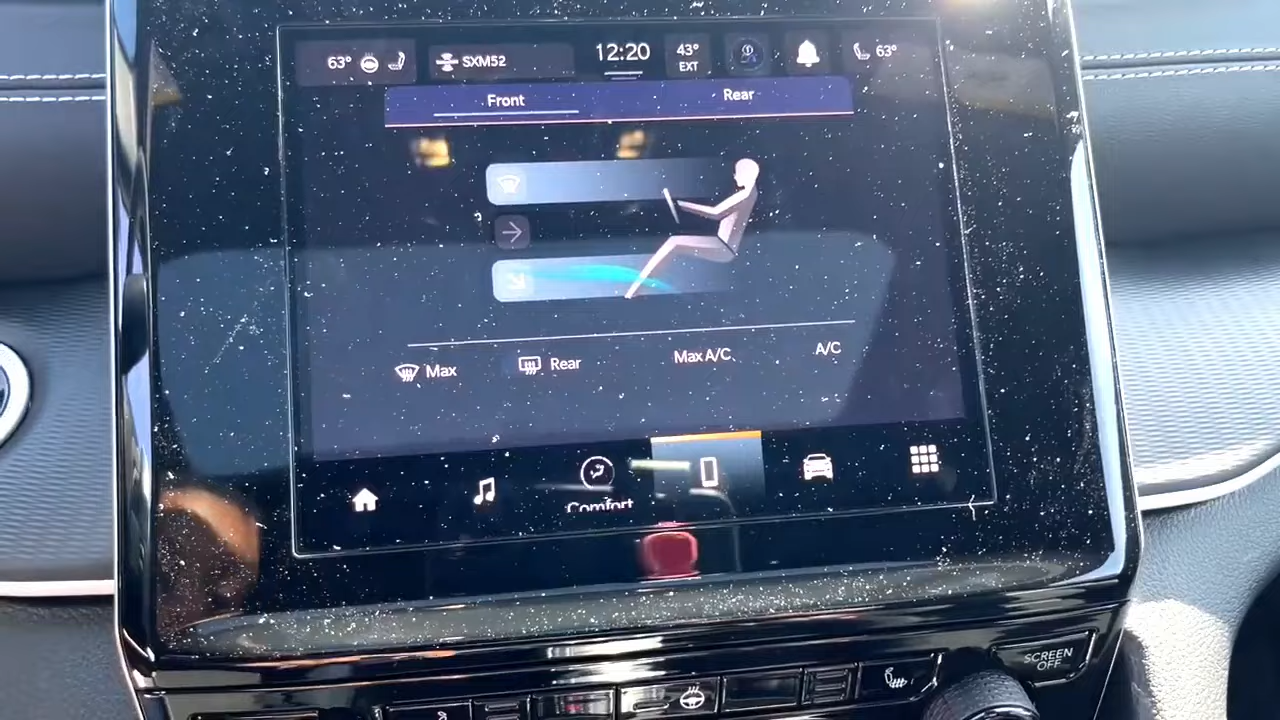 63°
SXM52
12:20
43°
EXT
63°
Front
Rear
Max
Rear
Max A/C
A/C
Comfort
SCREEN
OFF